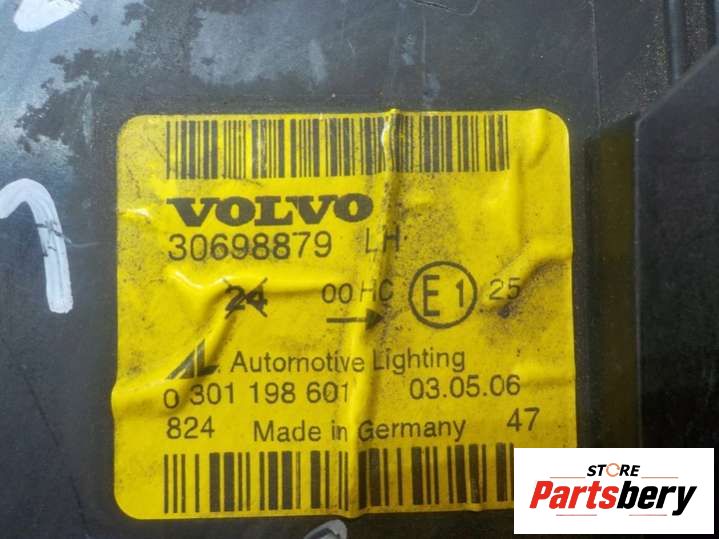 VOLVO
30698879 LH
24 00 HC E1 25
AL Automotive Lighting
0 301 198 601 03.05.06
824 Made in Germany 47
STORE
Partsbery